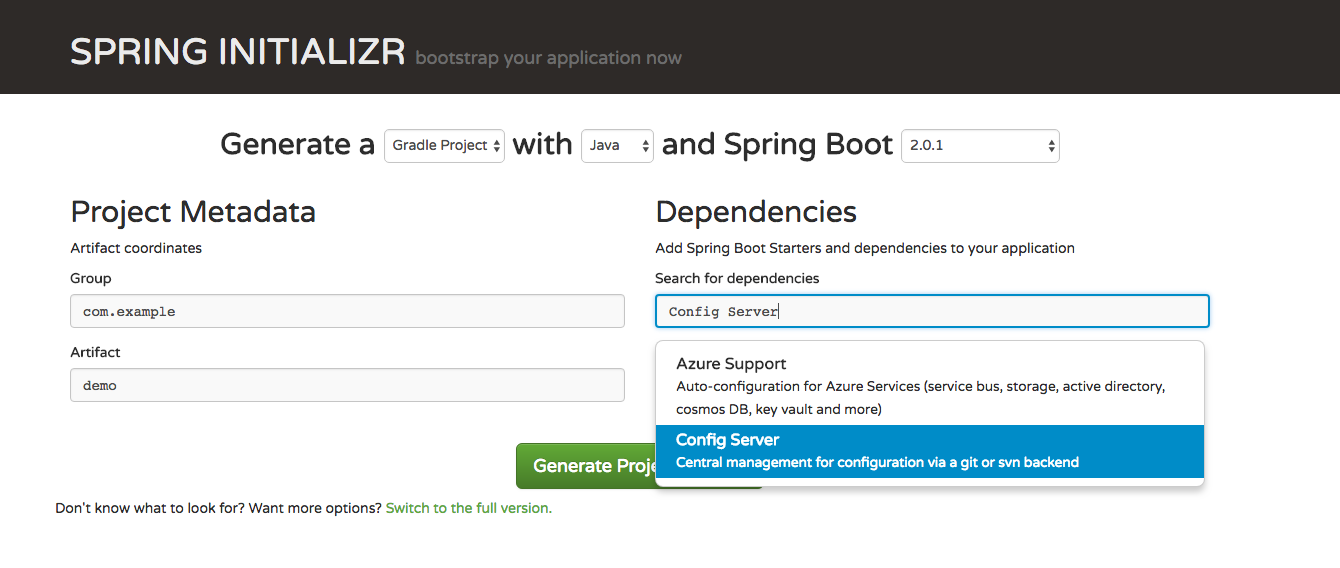 SPRING INITIALIZR bootstrap your application now
Generate a Gradle Project with Java and Spring Boot 2.0.1
Project Metadata
Artifact coordinates
Group
com.example
Artifact
demo
Dependencies
Add Spring Boot Starters and dependencies to your application
Search for dependencies
Config Server
Azure Support
Auto-configuration for Azure Services (service bus, storage, active directory,
cosmos DB, key vault and more)
Config Server
Central management for configuration via a git or svn backend
Generate Proje
Don't know what to look for? Want more options? Switch to the full version.